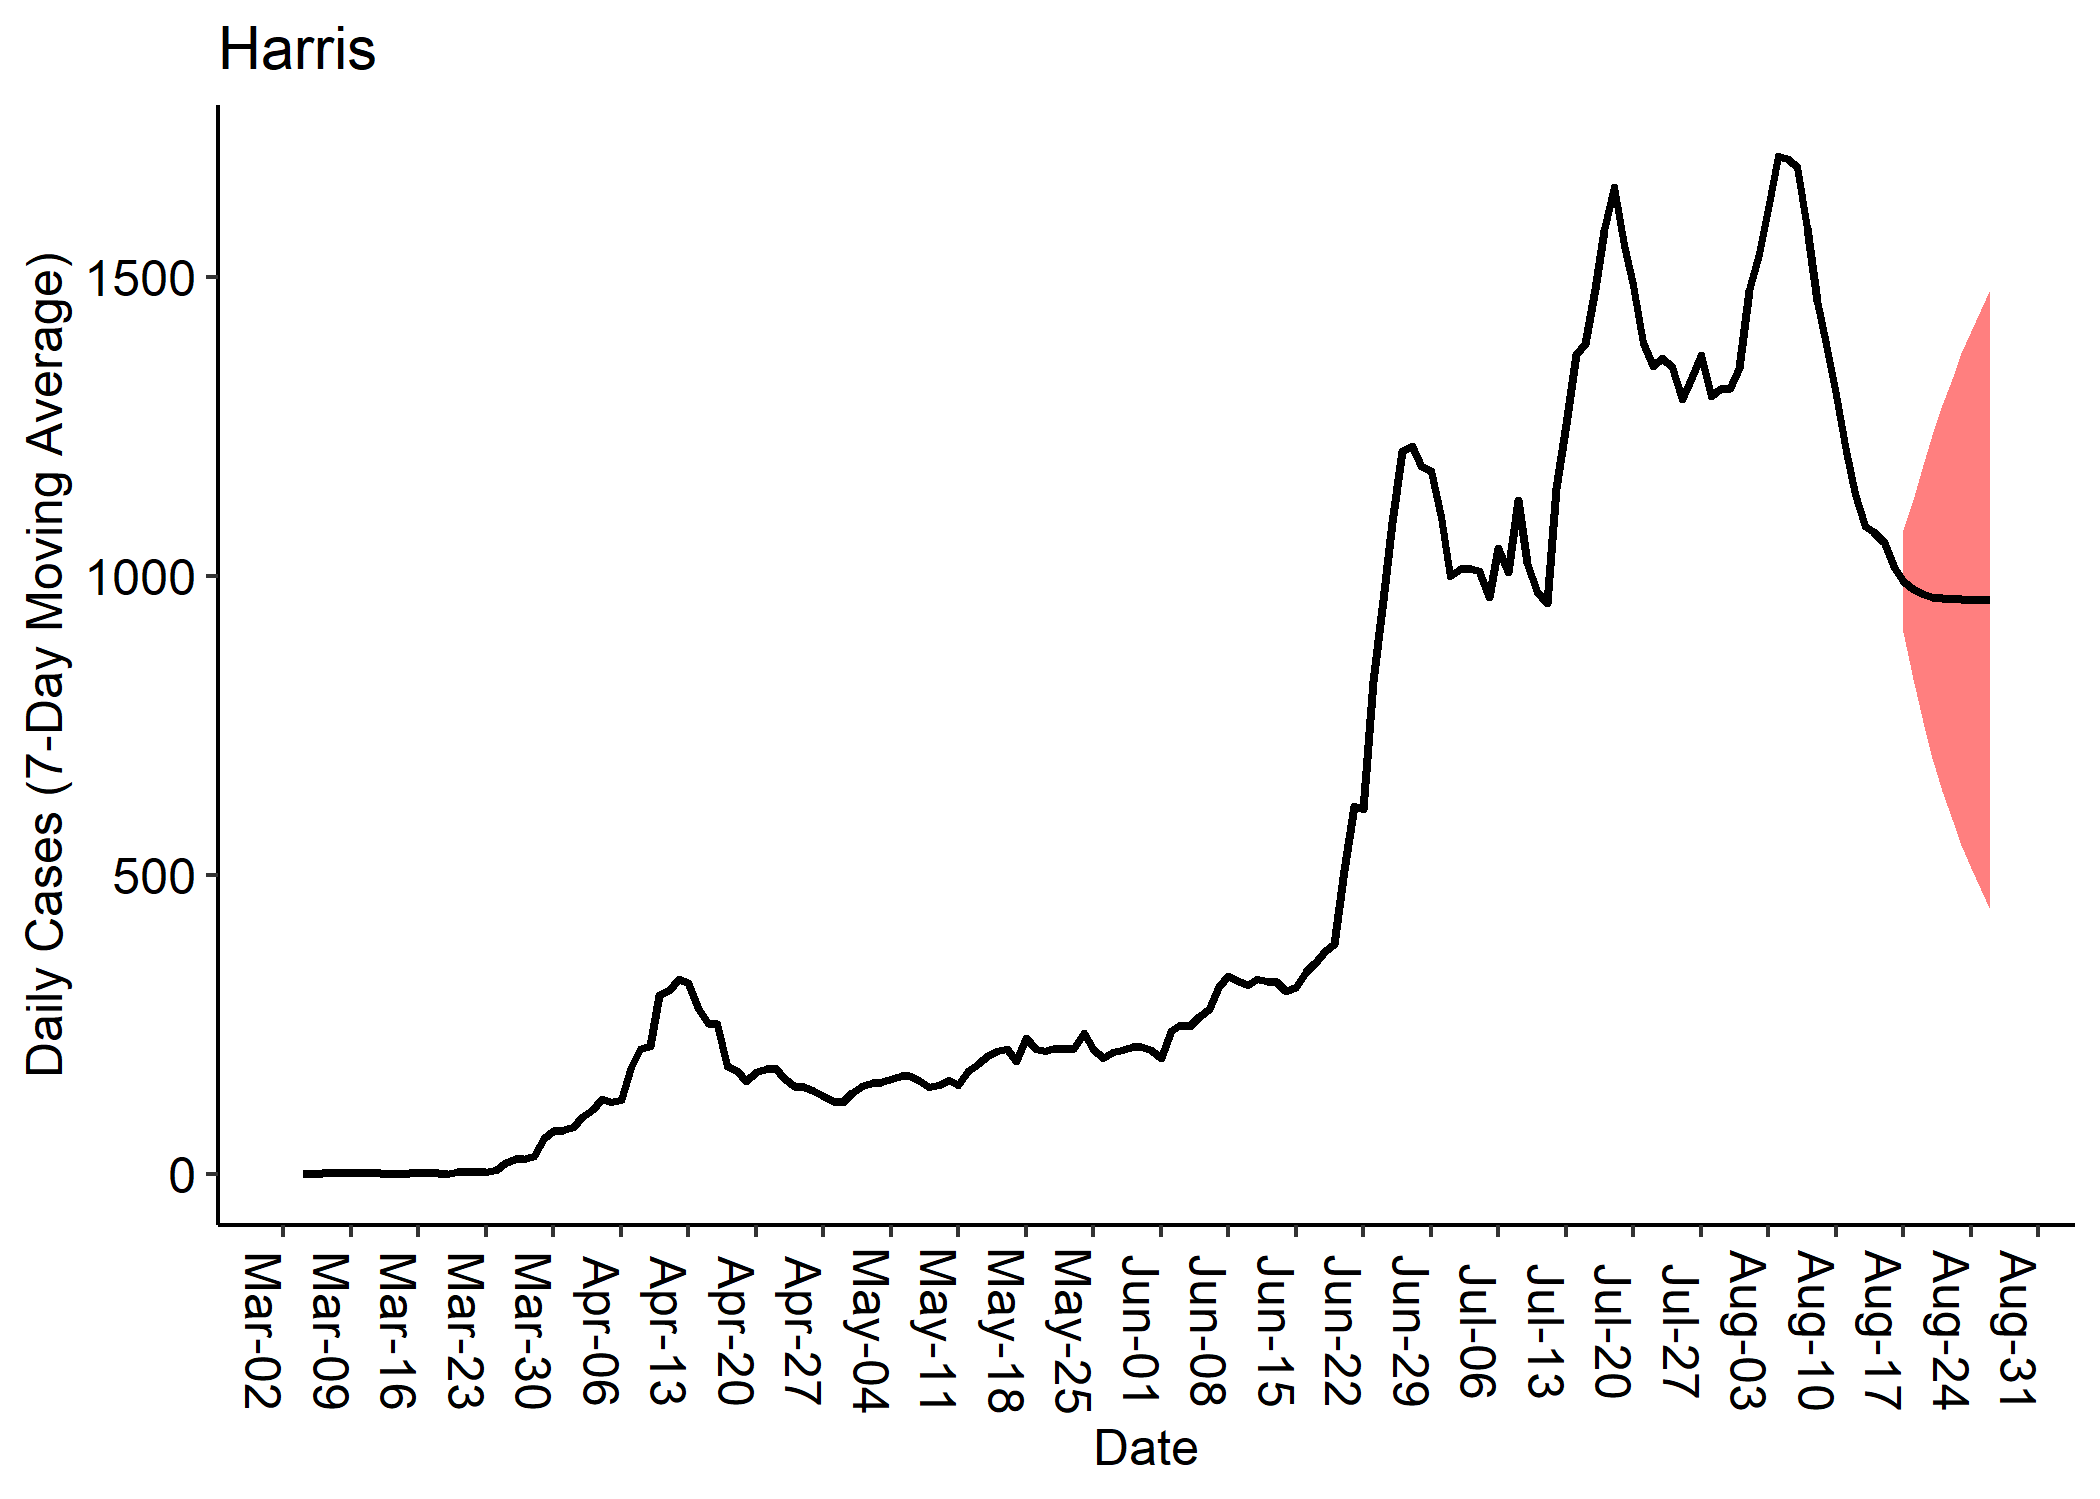 Harris
Daily Cases (7-Day Moving Average)
1500
1000
500
0
Mar-02
Mar-09
Mar-16
Mar-23
Mar-30
Apr-06
Apr-13
Apr-20
Apr-27
May-04
May-11
May-18
May-25
Jun-01
Jun-08
Jun-15
Jun-22
Jun-29
Jul-06
Jul-13
Jul-20
Jul-27
Aug-03
Aug-10
Aug-17
Aug-24
Aug-31
Date